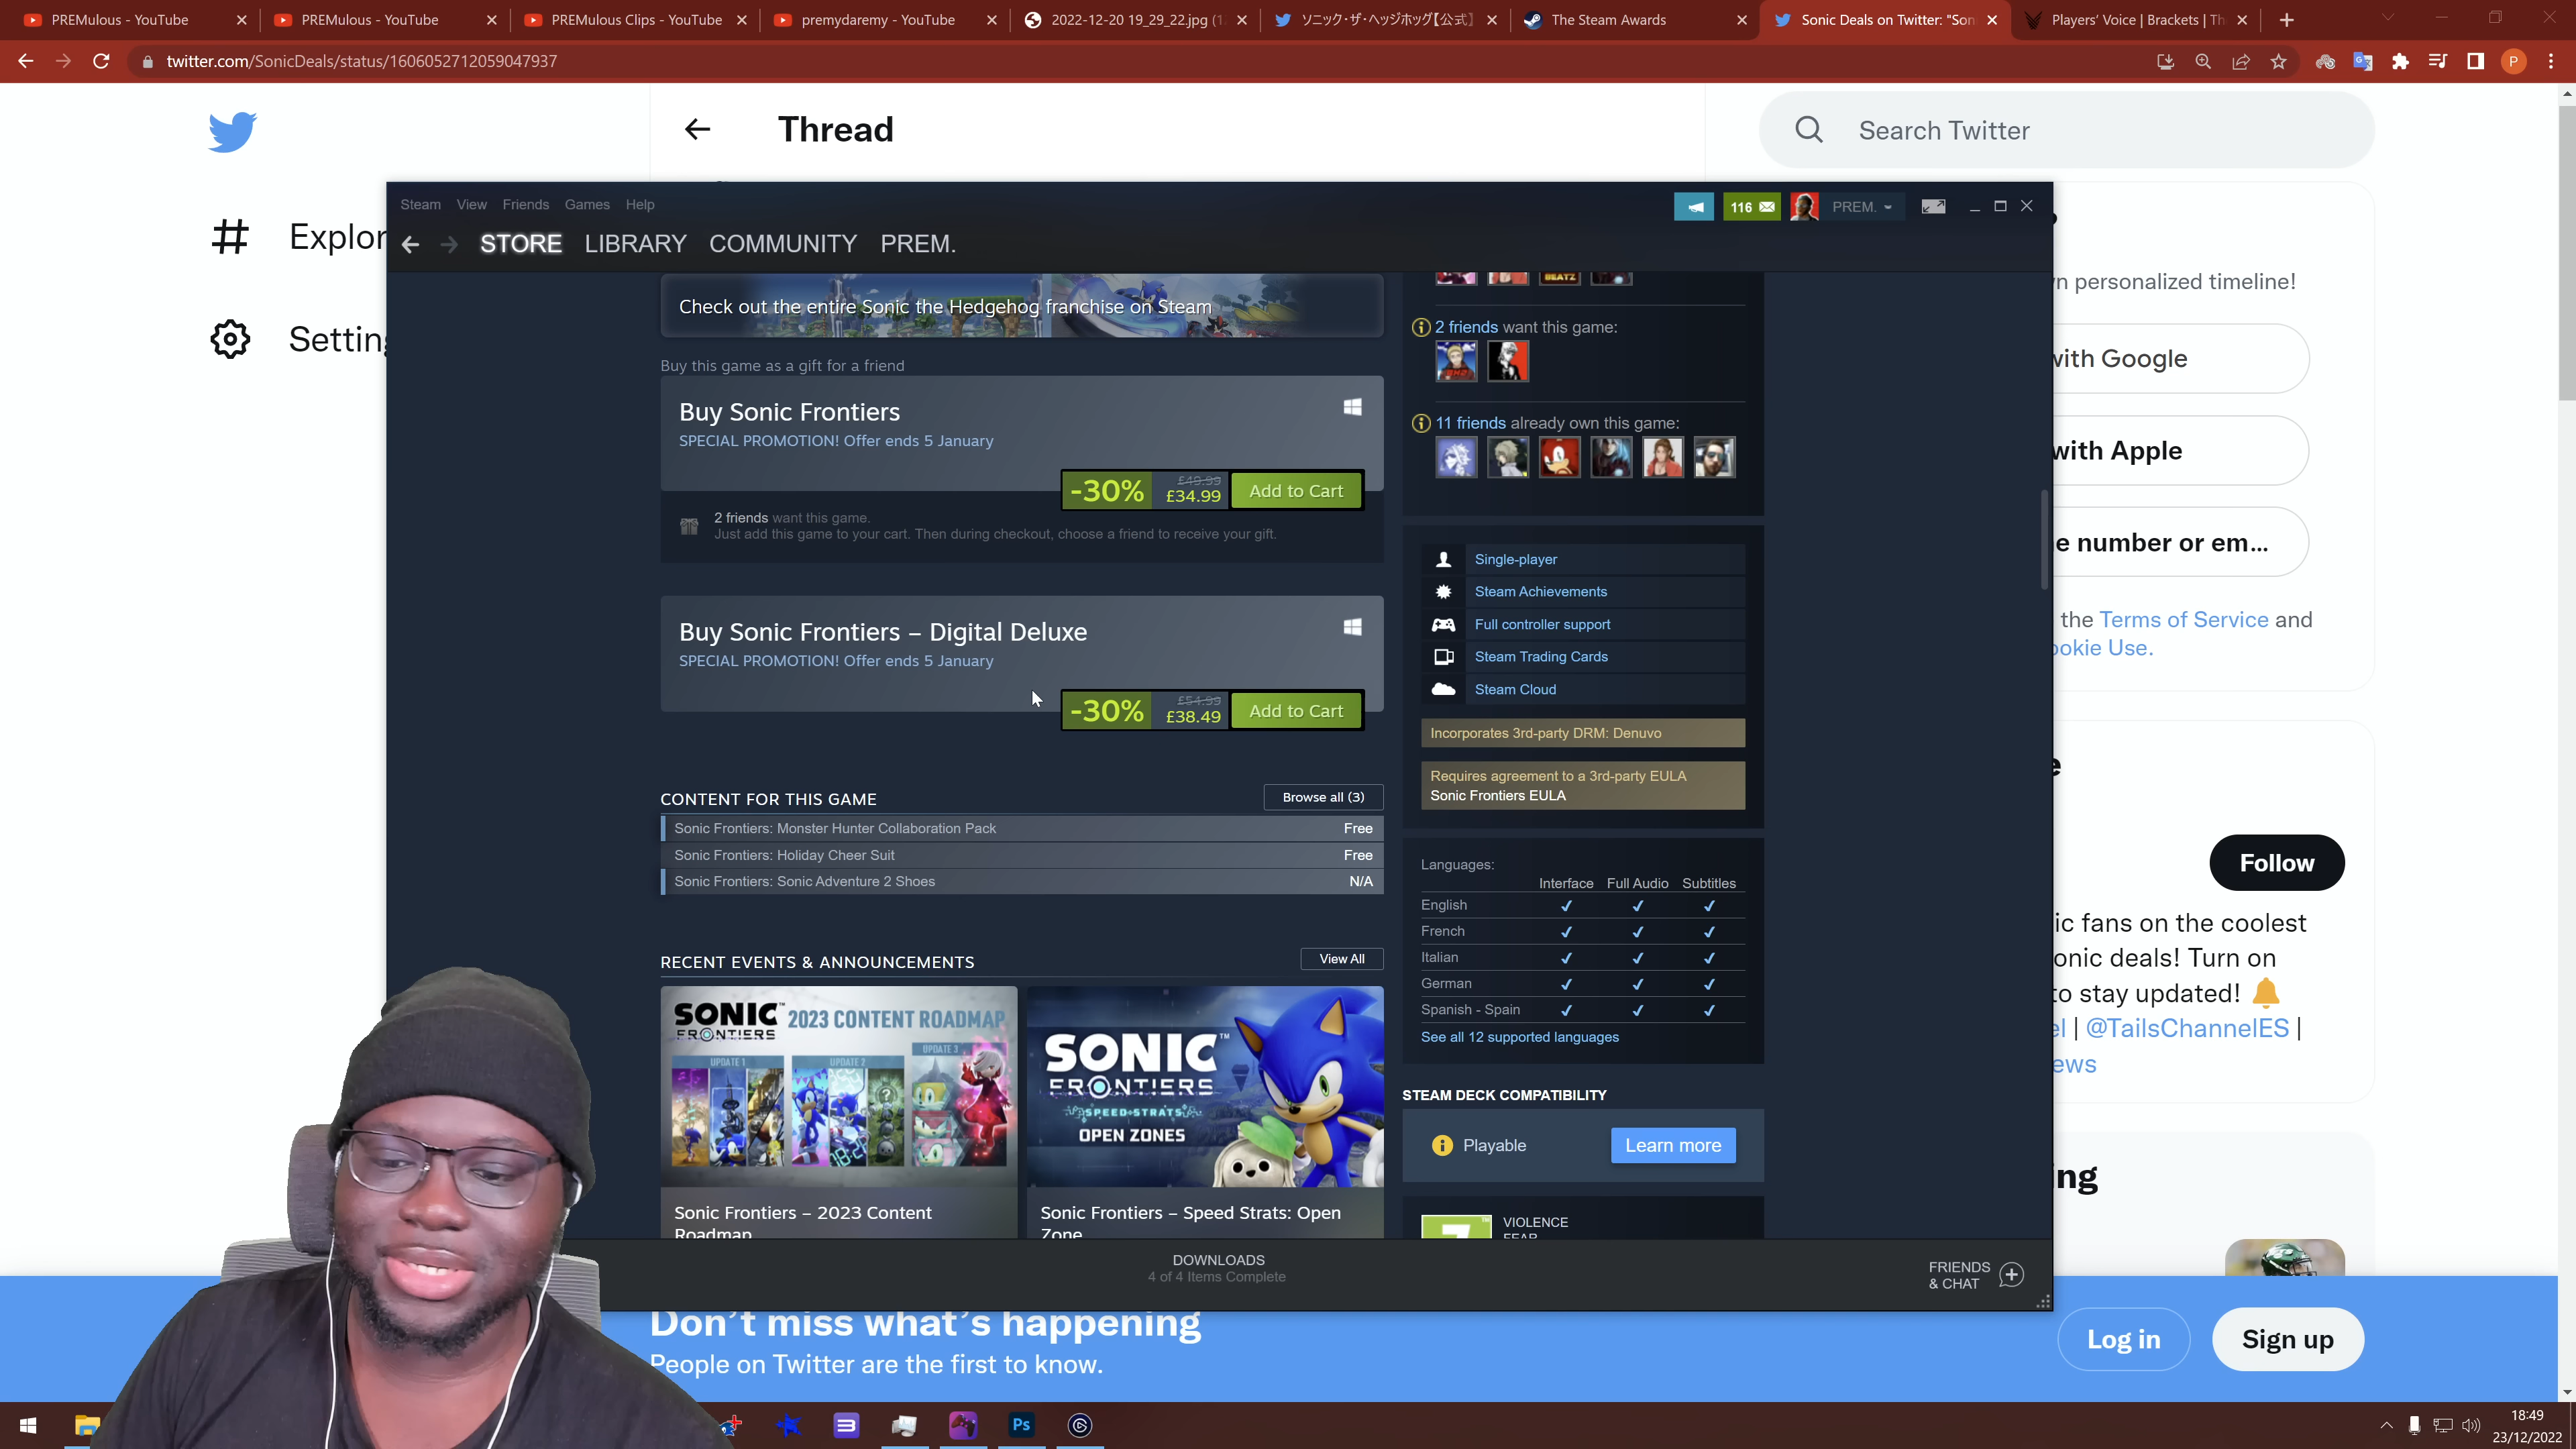 PREMulous - YouTube
PREMulous - YouTube
PREMulous Clips - YouTube
premydaremy - YouTube
2022-12-20 19_29_22.jpg (1
ソニック・ザ・ヘッジホッグ【公式】
The Steam Awards
Sonic Deals on Twitter: "Son
Players' Voice | Brackets | Th
twitter.com/SonicDeals/status/1606052712059047937
P
Thread
Search Twitter
Explor
Setting
Steam View Friends Games Help
116
PREM.
STORE LIBRARY COMMUNITY PREM.
Check out the entire Sonic the Hedgehog franchise on Steam
Buy this game as a gift for a friend
Buy Sonic Frontiers
SPECIAL PROMOTION! Offer ends 5 January
-30% £49.99 £34.99 Add to Cart
2 friends want this game.
Just add this game to your cart. Then during checkout, choose a friend to receive your gift.
Buy Sonic Frontiers – Digital Deluxe
SPECIAL PROMOTION! Offer ends 5 January
-30% £54.99 £38.49 Add to Cart
CONTENT FOR THIS GAME
Browse all (3)
Sonic Frontiers: Monster Hunter Collaboration Pack Free
Sonic Frontiers: Holiday Cheer Suit Free
Sonic Frontiers: Sonic Adventure 2 Shoes N/A
RECENT EVENTS & ANNOUNCEMENTS
View All
SONIC FRONTIERS 2023 CONTENT ROADMAP
UPDATE 1 UPDATE 2 UPDATE 3
SONIC™
FRONTIERS
SPEED STRATS
OPEN ZONES
Sonic Frontiers – 2023 Content
Roadmap
Sonic Frontiers – Speed Strats: Open
Zone
BEATZ
2 friends want this game:
11 friends already own this game:
Single-player
Steam Achievements
Full controller support
Steam Trading Cards
Steam Cloud
Incorporates 3rd-party DRM: Denuvo
Requires agreement to a 3rd-party EULA
Sonic Frontiers EULA
Languages:
Interface Full Audio Subtitles
English ✔ ✔ ✔
French ✔ ✔ ✔
Italian ✔ ✔ ✔
German ✔ ✔ ✔
Spanish - Spain ✔ ✔ ✔
See all 12 supported languages
STEAM DECK COMPATIBILITY
Playable
Learn more
VIOLENCE
FEAR
DOWNLOADS
4 of 4 Items Complete
FRIENDS
& CHAT
n personalized timeline!
with Google
with Apple
e number or em...
the Terms of Service and
ookie Use.
Follow
ic fans on the coolest
onic deals! Turn on
to stay updated!
el | @TailsChannelES |
ews
ing
Don't miss what's happening
People on Twitter are the first to know.
Log in
Sign up
Ps
18:49
23/12/2022